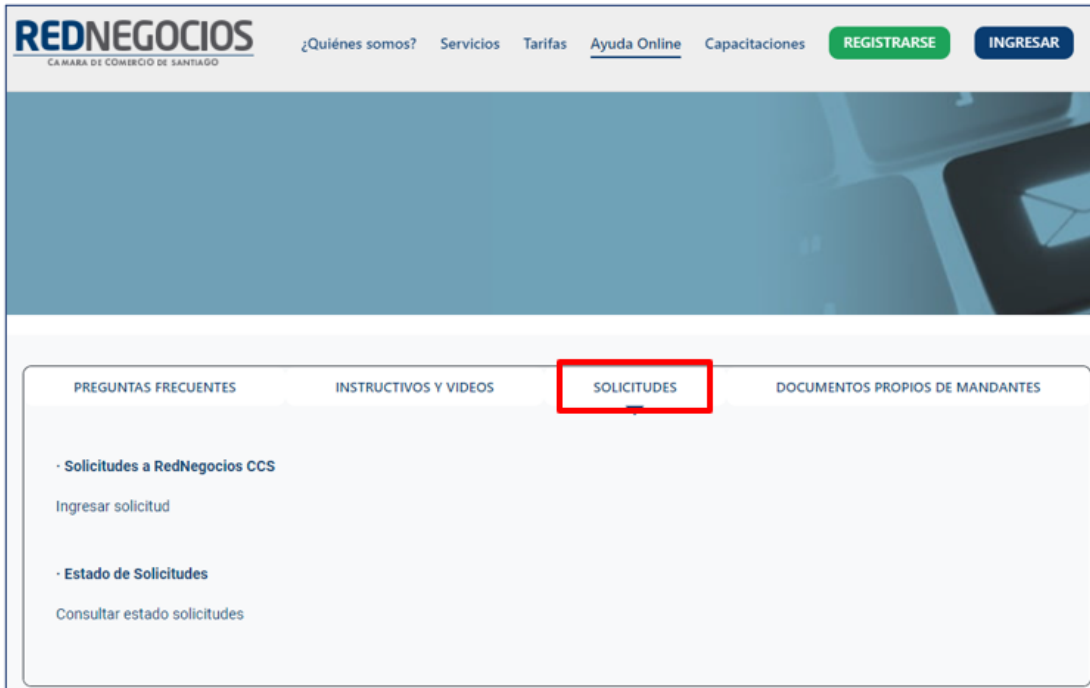 REDNEGOCIOS
CAMARA DE COMERCIO DE SANTIAGO
¿Quiénes somos? Servicios Tarifas Ayuda Online Capacitaciones REGISTRARSE INGRESAR
PREGUNTAS FRECUENTES INSTRUCTIVOS Y VIDEOS SOLICITUDES DOCUMENTOS PROPIOS DE MANDANTES
· Solicitudes a RedNegocios CCS
Ingresar solicitud
· Estado de Solicitudes
Consultar estado solicitudes